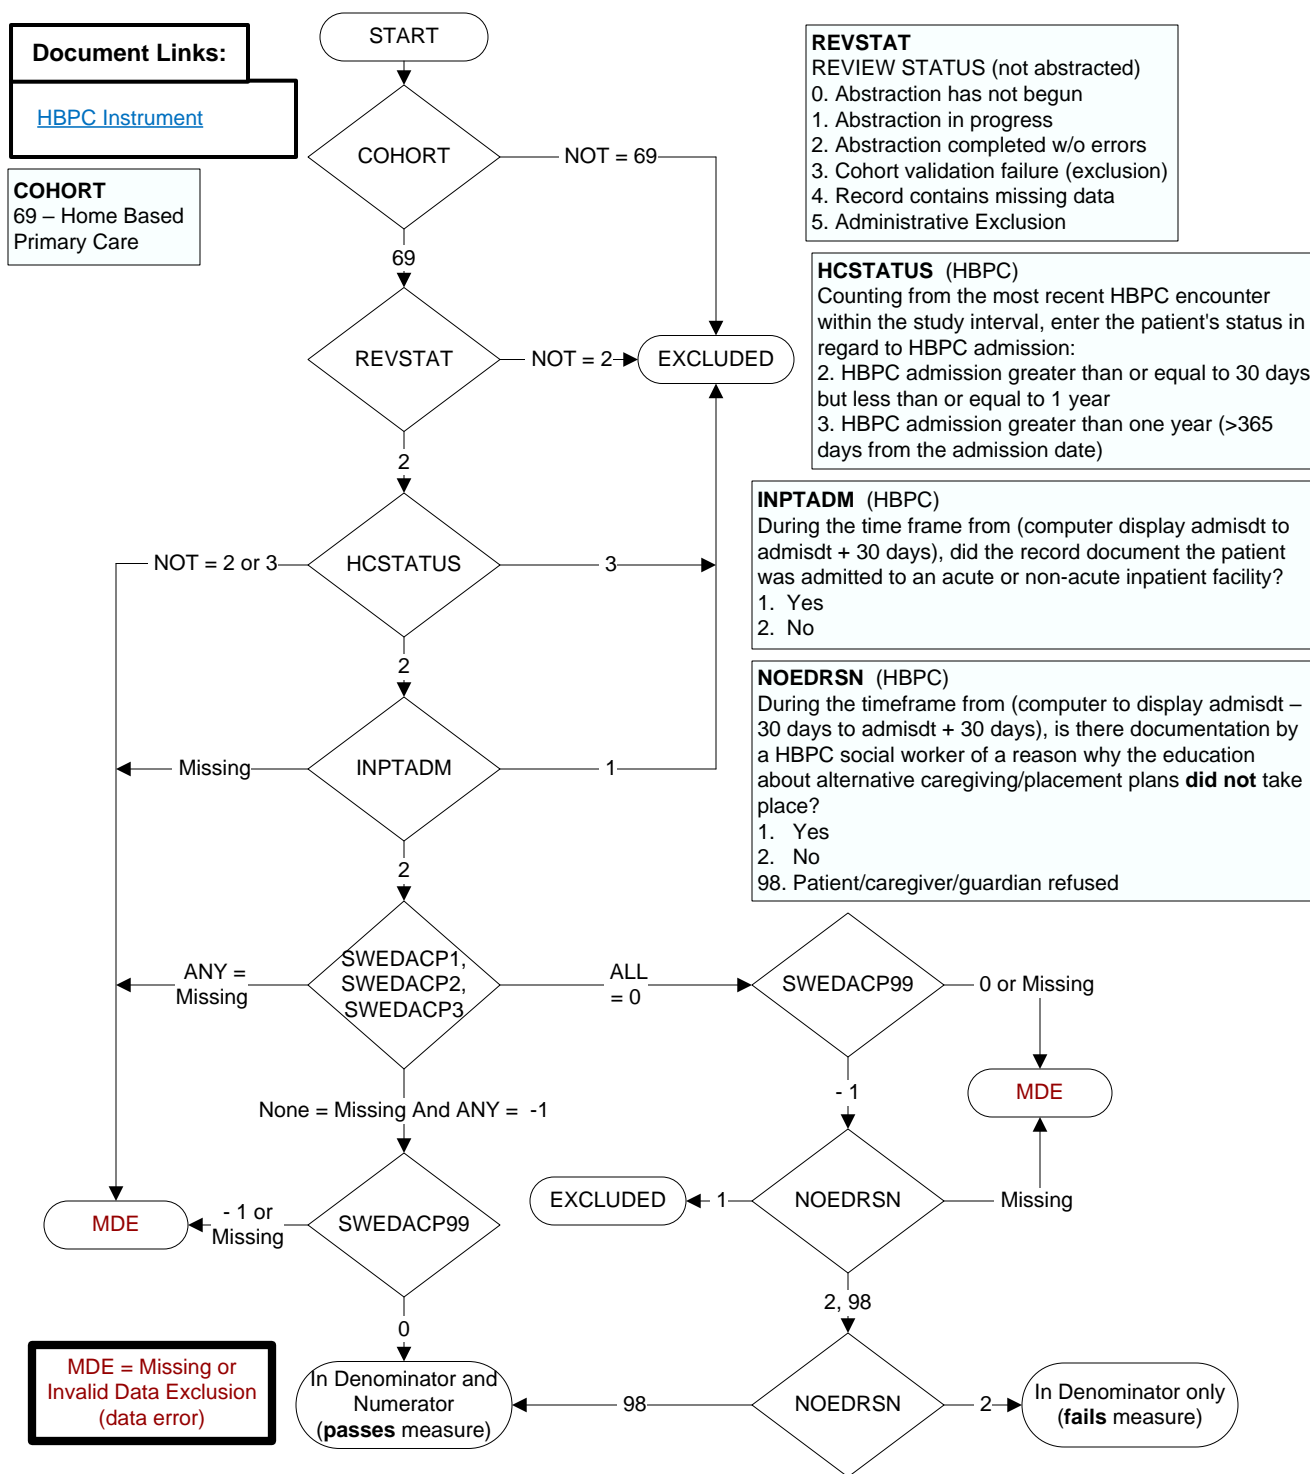 Document Links:
HBPC Instrument
COHORT
69 – Home Based
Primary Care
START
COHORT
NOT = 69
69
REVSTAT
NOT = 2
EXCLUDED
2
HCSTATUS
NOT = 2 or 3
3
2
INPTADM
Missing
1
2
SWEDACP1,
SWEDACP2,
SWEDACP3
ANY =
Missing
ALL
= 0
None = Missing And ANY = -1
SWEDACP99
- 1 or
Missing
MDE
0
In Denominator and
Numerator
(passes measure)
MDE = Missing or
Invalid Data Exclusion
(data error)
REVSTAT
REVIEW STATUS (not abstracted)
0. Abstraction has not begun
1. Abstraction in progress
2. Abstraction completed w/o errors
3. Cohort validation failure (exclusion)
4. Record contains missing data
5. Administrative Exclusion
HCSTATUS (HBPC)
Counting from the most recent HBPC encounter
within the study interval, enter the patient's status in
regard to HBPC admission:
2. HBPC admission greater than or equal to 30 days
but less than or equal to 1 year
3. HBPC admission greater than one year (>365
days from the admission date)
INPTADM (HBPC)
During the time frame from (computer display admisdt to
admisdt + 30 days), did the record document the patient
was admitted to an acute or non-acute inpatient facility?
1. Yes
2. No
NOEDRSN (HBPC)
During the timeframe from (computer to display admisdt –
30 days to admisdt + 30 days), is there documentation by
a HBPC social worker of a reason why the education
about alternative caregiving/placement plans did not take
place?
1. Yes
2. No
98. Patient/caregiver/guardian refused
SWEDACP99
0 or Missing
MDE
- 1
NOEDRSN
1
EXCLUDED
Missing
2, 98
NOEDRSN
98
2
In Denominator only
(fails measure)